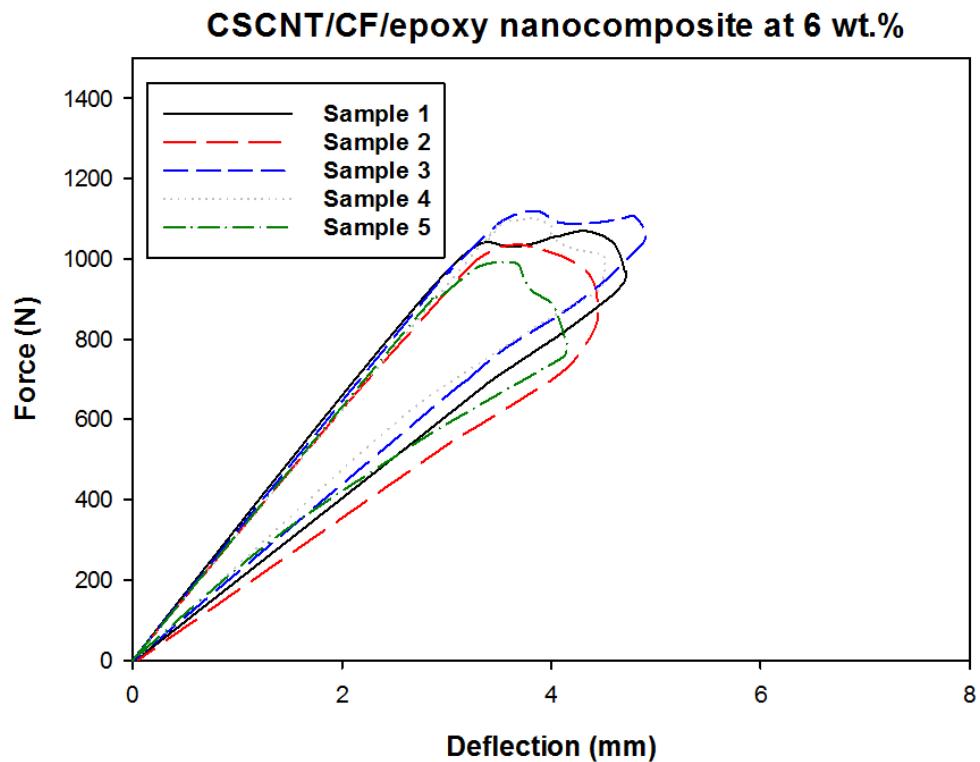 CSCNT/CF/epoxy nanocomposite at 6 wt.%
1400
1200
1000
800
600
400
200
0
Force (N)
Sample 1
Sample 2
Sample 3
Sample 4
Sample 5
0 2 4 6 8
Deflection (mm)